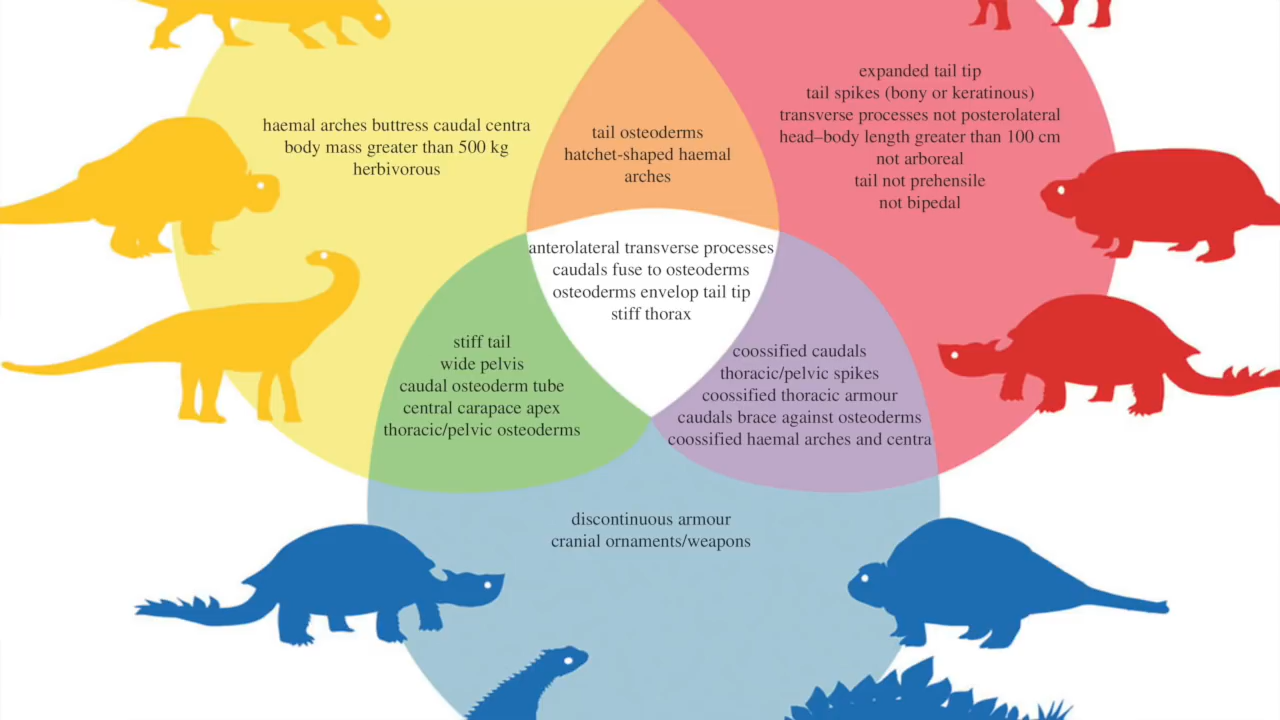 expanded tail tip
tail spikes (bony or keratinous)
transverse processes not posterolateral
head–body length greater than 100 cm
not arboreal
tail not prehensile
not bipedal
haemal arches buttress caudal centra
body mass greater than 500 kg
herbivorous
tail osteoderms
hatchet-shaped haemal
arches
anterolateral transverse processes
caudals fuse to osteoderms
osteoderms envelop tail tip
stiff thorax
stiff tail
wide pelvis
caudal osteoderm tube
central carapace apex
thoracic/pelvic osteoderms
coossified caudals
thoracic/pelvic spikes
coossified thoracic armour
caudals brace against osteoderms
coossified haemal arches and centra
discontinuous armour
cranial ornaments/weapons